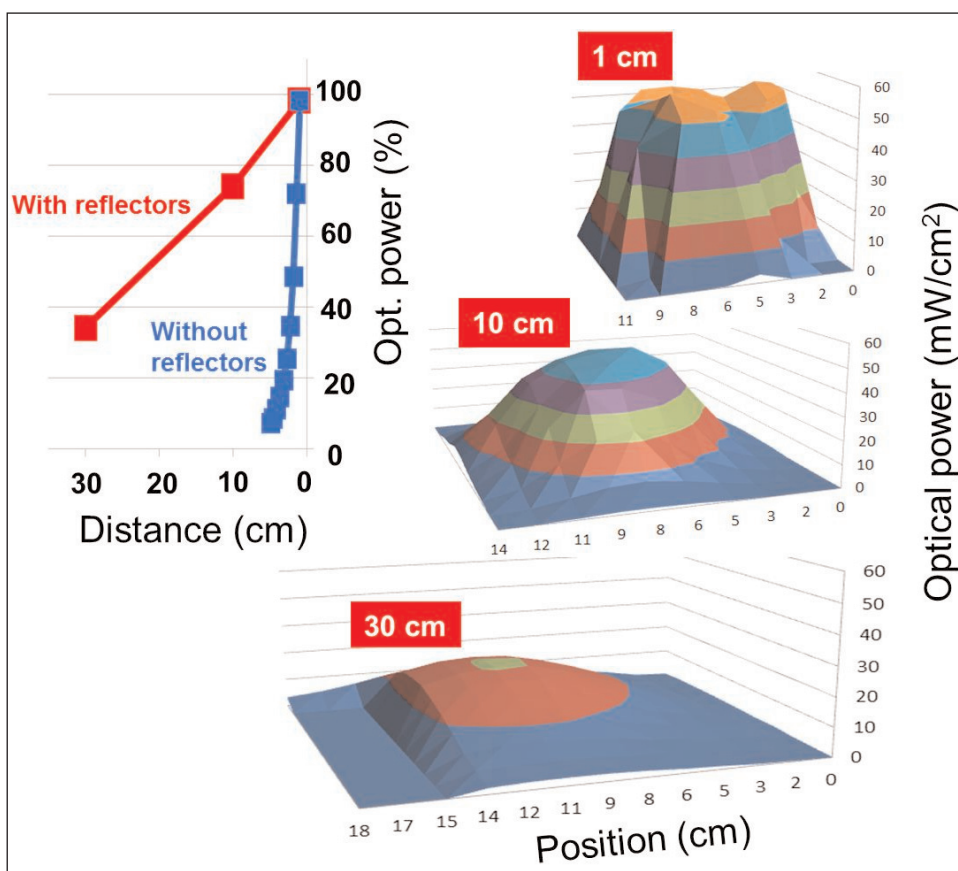 100
80
60
40
20
0
Opt. power (%)
With reflectors
Without
reflectors
30 20 10 0
Distance (cm)
1 cm
60
50
40
30
20
10
0
11 9 8 6 5 3 2 0
10 cm
60
50
40
30
20
10
0
14 12 11 9 8 6 5 3 2 0
30 cm
60
50
40
30
20
10
0
18 17 15 14 12 11 9 8 6 5 3 2 0
Position (cm)
Optical power (mW/cm²)